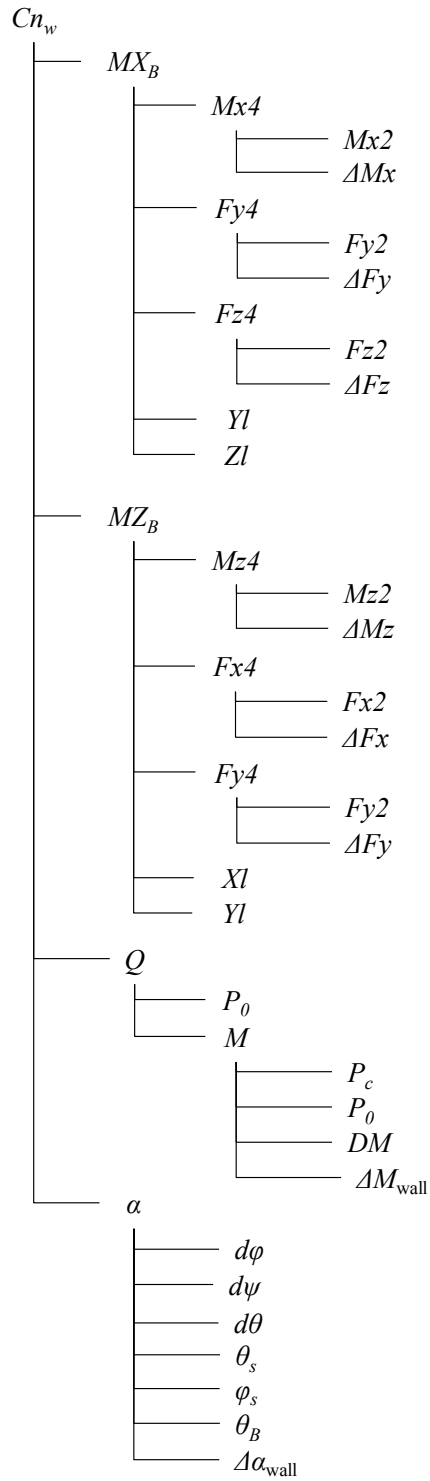 Cn_w
MX_B
Mx4
Mx2
ΔMx
Fy4
Fy2
ΔFy
Fz4
Fz2
ΔFz
Yl
Zl
MZ_B
Mz4
Mz2
ΔMz
Fx4
Fx2
ΔFx
Fy4
Fy2
ΔFy
Xl
Yl
Q
P_0
M
P_c
P_0
DM
ΔM_wall
α
dφ
dψ
dθ
θ_s
φ_s
θ_B
Δα_wall